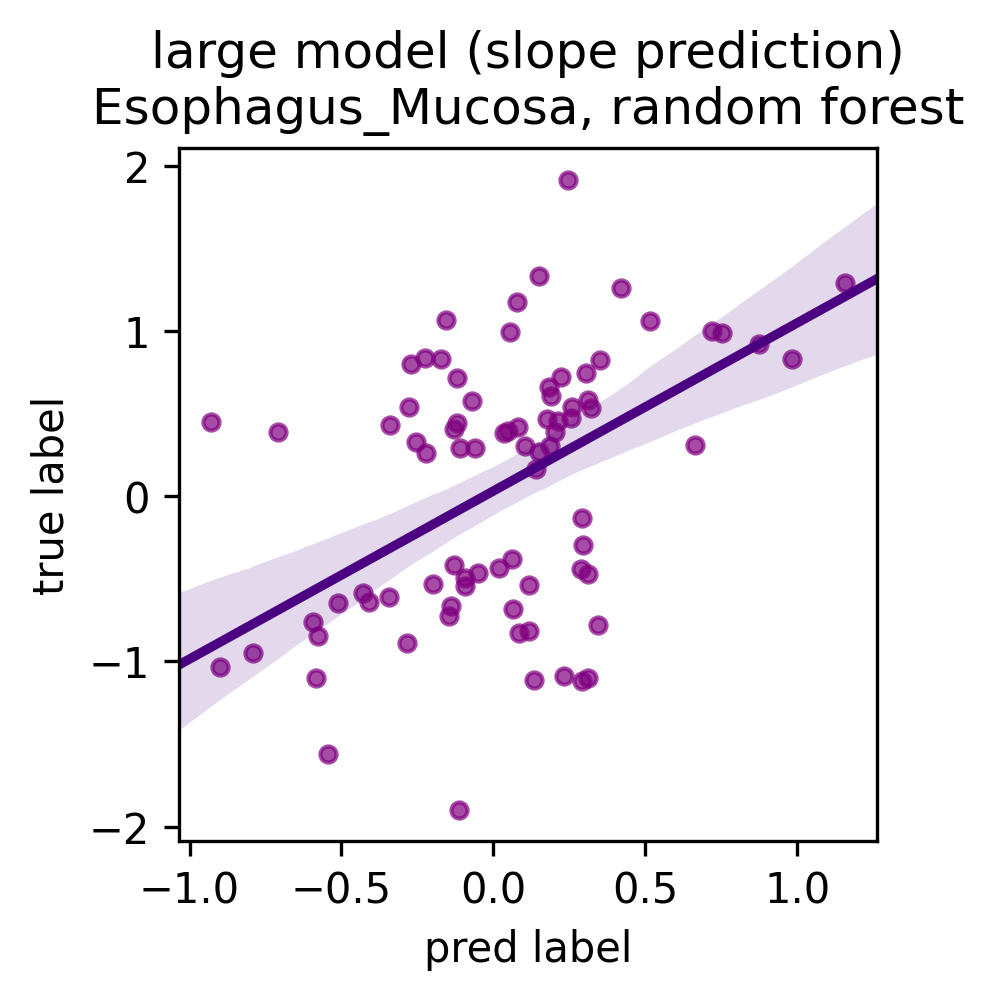 large model (slope prediction)
Esophagus_Mucosa, random forest
2
1
0
−1
−2
true label
−1.0
−0.5
0.0
0.5
1.0
pred label